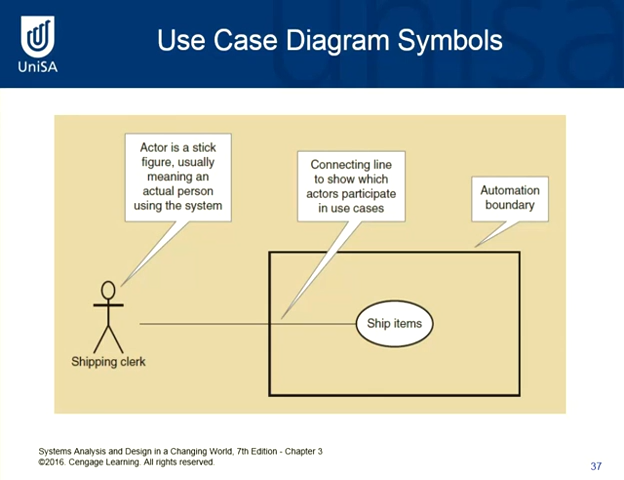 UniSA
Use Case Diagram Symbols
Actor is a stick
figure, usually
meaning an
actual person
using the system
Connecting line
to show which
actors participate
in use cases
Automation
boundary
Ship items
Shipping clerk
Systems Analysis and Design in a Changing World, 7th Edition - Chapter 3
©2016. Cengage Learning. All rights reserved.
37